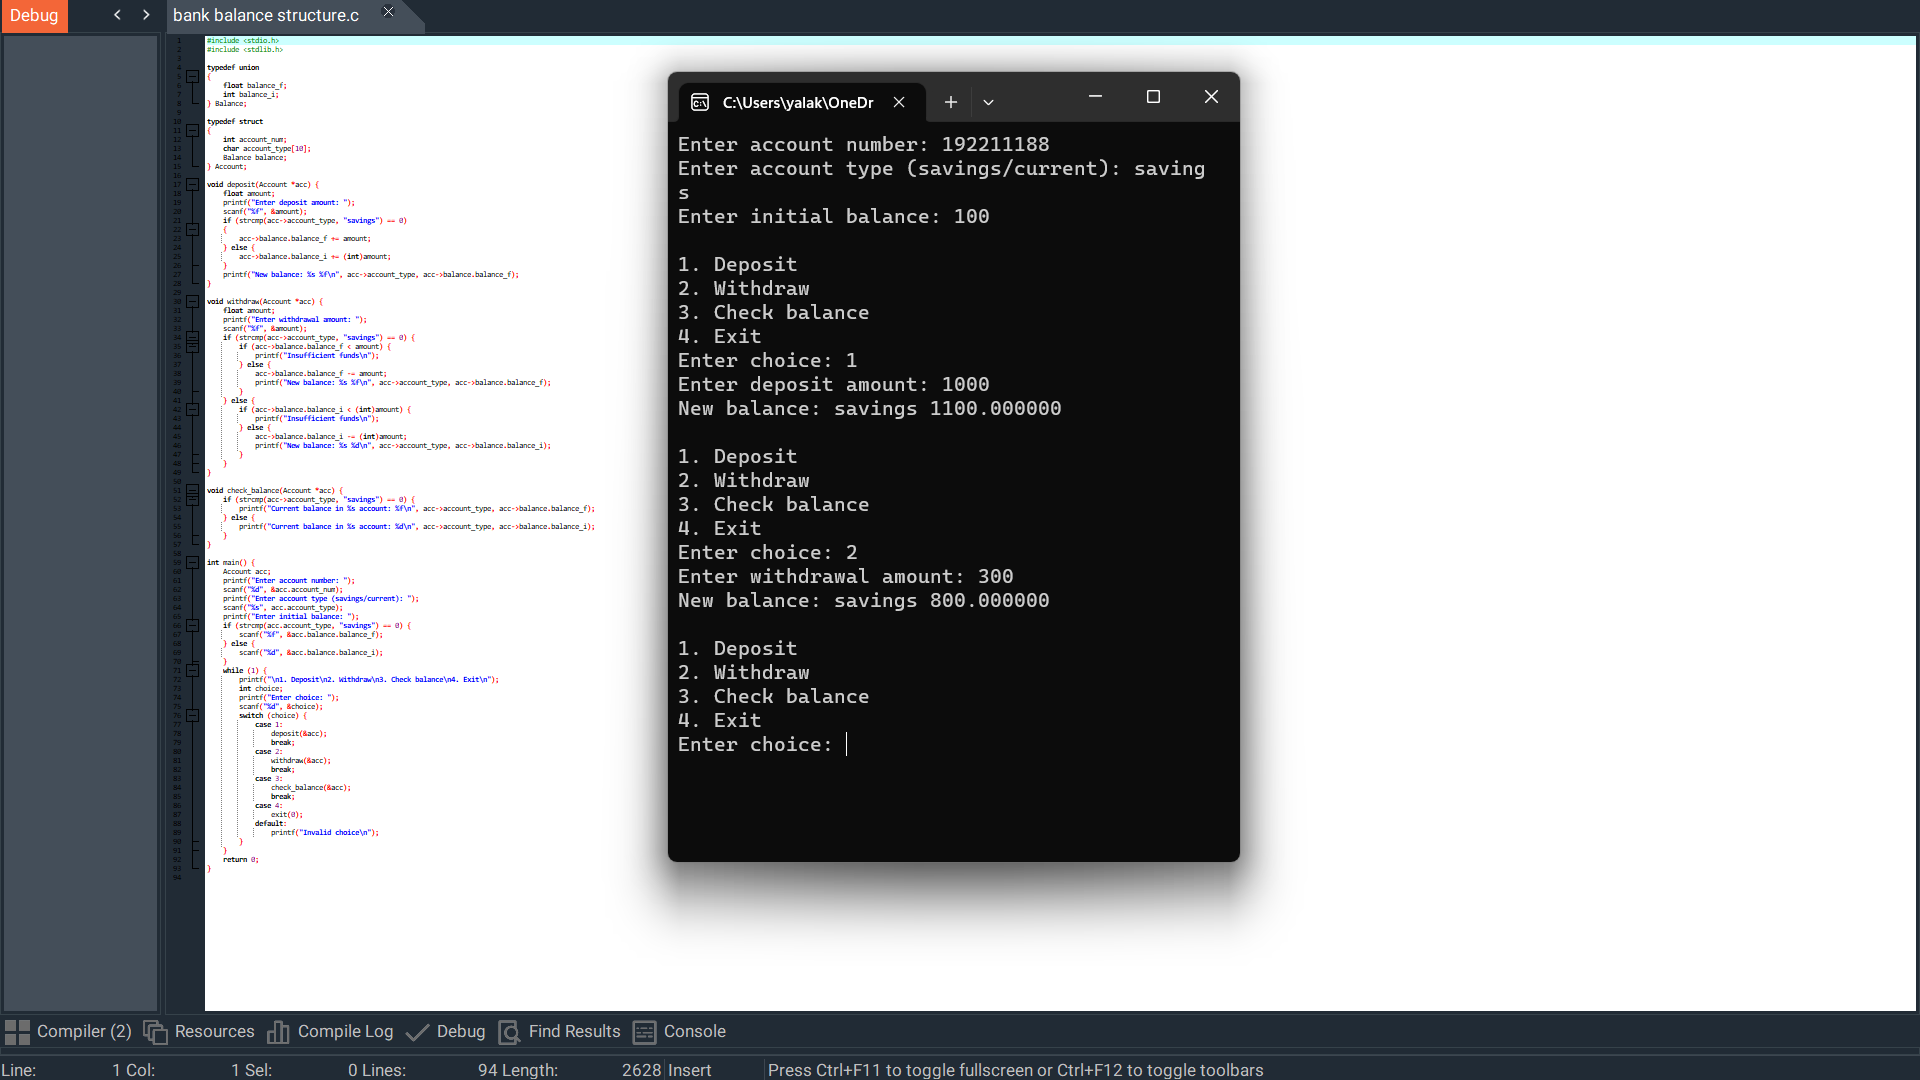 Debug
bank balance structure.c
#include <stdio.h>
#include <stdlib.h>
typedef union
{
float balance_f;
int balance_i;
} Balance;
typedef struct
{
int account_num;
char account_type[10];
Balance balance;
} Account;
void deposit(Account *acc) {
float amount;
printf("Enter deposit amount: ");
scanf("%f", &amount);
if (strcmp(acc->account_type, "savings") == 0)
{
acc->balance.balance_f += amount;
} else {
acc->balance.balance_i += (int)amount;
}
printf("New balance: %s %f\n", acc->account_type, acc->balance.balance_f);
}
void withdraw(Account *acc) {
float amount;
printf("Enter withdrawal amount: ");
scanf("%f", &amount);
if (strcmp(acc->account_type, "savings") == 0) {
if (acc->balance.balance_f < amount) {
printf("Insufficient funds\n");
} else {
acc->balance.balance_f -= amount;
printf("New balance: %s %f\n", acc->account_type, acc->balance.balance_f);
}
} else {
if (acc->balance.balance_i < (int)amount) {
printf("Insufficient funds\n");
} else {
acc->balance.balance_i -= (int)amount;
printf("New balance: %s %d\n", acc->account_type, acc->balance.balance_i);
}
}
}
void check_balance(Account *acc) {
if (strcmp(acc->account_type, "savings") == 0) {
printf("Current balance in %s account: %f\n", acc->account_type, acc->balance.balance_f);
} else {
printf("Current balance in %s account: %d\n", acc->account_type, acc->balance.balance_i);
}
}
int main() {
Account acc;
printf("Enter account number: ");
scanf("%d", &acc.account_num);
printf("Enter account type (savings/current): ");
scanf("%s", acc.account_type);
printf("Enter initial balance: ");
if (strcmp(acc.account_type, "savings") == 0) {
scanf("%f", &acc.balance.balance_f);
} else {
scanf("%d", &acc.balance.balance_i);
}
while (1) {
printf("\n1. Deposit\n2. Withdraw\n3. Check balance\n4. Exit\n");
int choice;
printf("Enter choice: ");
scanf("%d", &choice);
switch (choice) {
case 1:
deposit(&acc);
break;
case 2:
withdraw(&acc);
break;
case 3:
check_balance(&acc);
break;
case 4:
exit(0);
default:
printf("Invalid choice\n");
}
}
return 0;
}
C:\Users\yalak\OneDr
Enter account number: 192211188
Enter account type (savings/current): saving
s
Enter initial balance: 100
1. Deposit
2. Withdraw
3. Check balance
4. Exit
Enter choice: 1
Enter deposit amount: 1000
New balance: savings 1100.000000
1. Deposit
2. Withdraw
3. Check balance
4. Exit
Enter choice: 2
Enter withdrawal amount: 300
New balance: savings 800.000000
1. Deposit
2. Withdraw
3. Check balance
4. Exit
Enter choice:
Compiler (2) Resources Compile Log Debug Find Results Console
Line: 1 Col: 1 Sel: 0 Lines: 94 Length: 2628 Insert Press Ctrl+F11 to toggle fullscreen or Ctrl+F12 to toggle toolbars